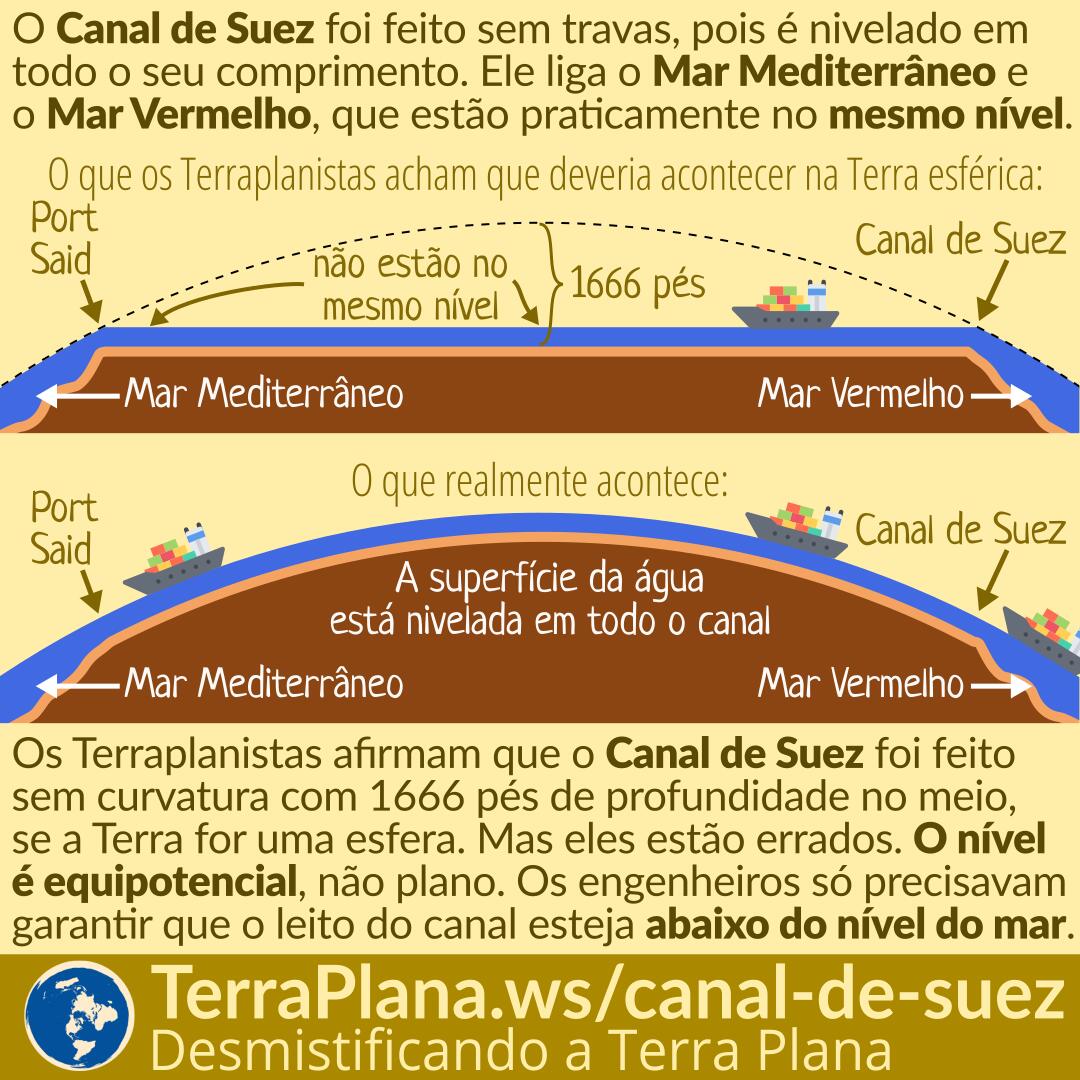 O Canal de Suez foi feito sem travas, pois é nivelado em
todo o seu comprimento. Ele liga o Mar Mediterrâneo e
o Mar Vermelho, que estão praticamente no mesmo nível.
O que os Terraplanistas acham que deveria acontecer na Terra esférica:
Port
Said
Canal de Suez
não estão no
mesmo nível
1666 pés
Mar Mediterrâneo
Mar Vermelho
O que realmente acontece:
Port
Said
Canal de Suez
A superfície da água
está nivelada em todo o canal
Mar Mediterrâneo
Mar Vermelho
Os Terraplanistas afirmam que o Canal de Suez foi feito
sem curvatura com 1666 pés de profundidade no meio,
se a Terra for uma esfera. Mas eles estão errados. O nível
é equipotencial, não plano. Os engenheiros só precisavam
garantir que o leito do canal esteja abaixo do nível do mar.
TerraPlana.ws/canal-de-suez
Desmistificando a Terra Plana